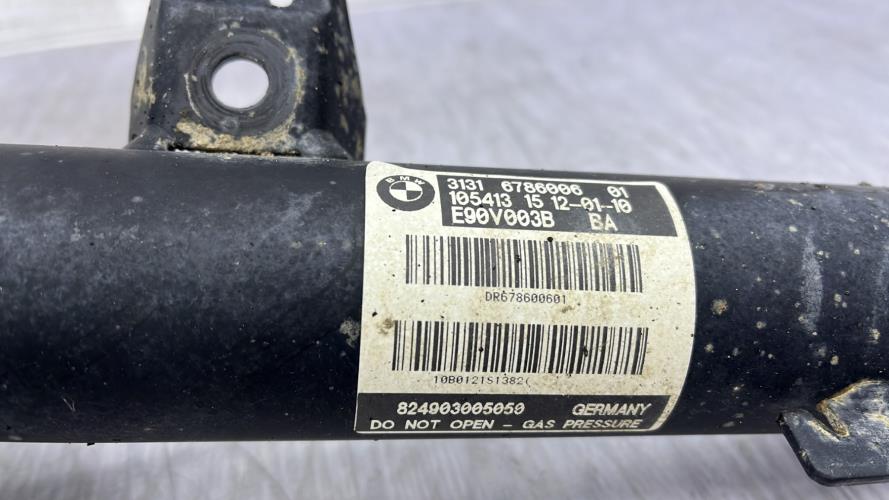 BMW
3131 6786006 01
105413 15 12-01-10
E90V003B BA
DR678600601
10B0121S1382(
824903005050 GERMANY
DO NOT OPEN - GAS PRESSURE